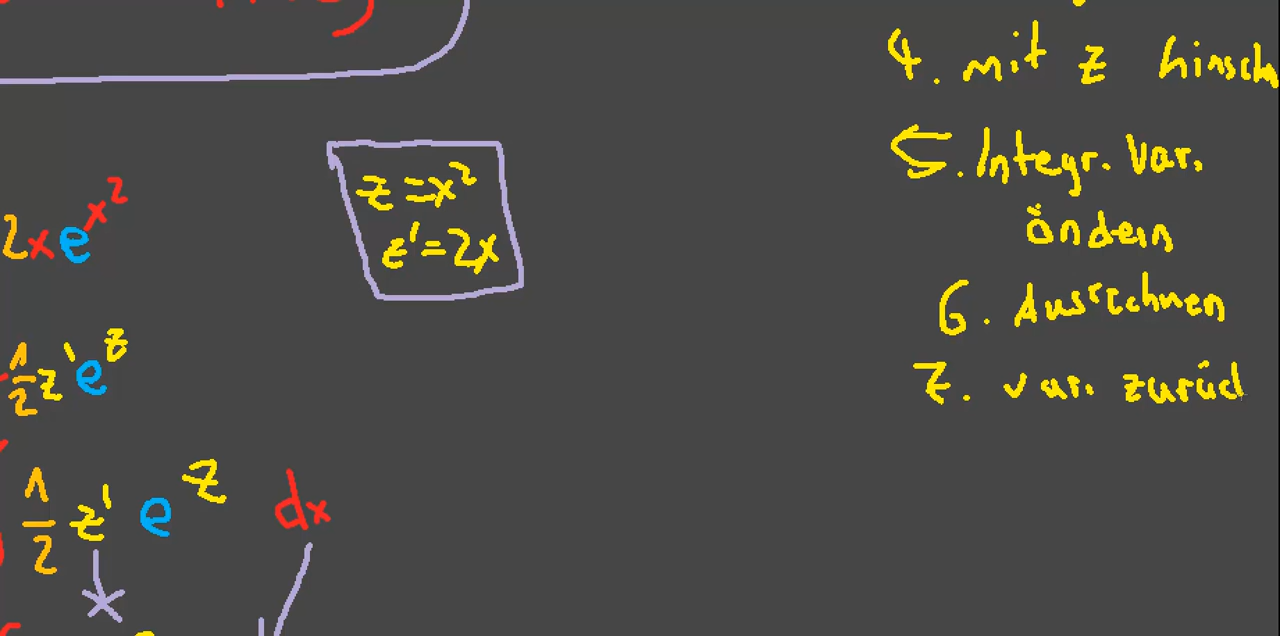 4. mit z hinsch
5. Integr. Var.
ändern
6. Ausrechnen
7. Var. zurüd
z = x²
z' = 2x
2x e^x²
1/2 z' e^z
1/2 z' e^z dx